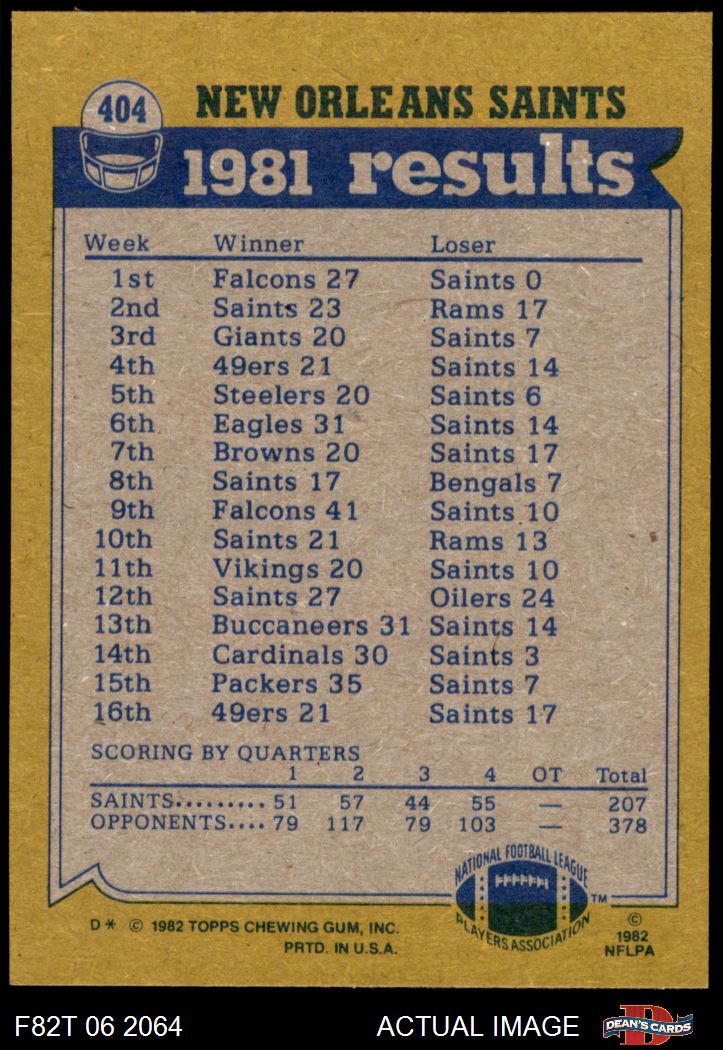 404 NEW ORLEANS SAINTS
1981 results
Week Winner Loser
1st Falcons 27 Saints 0
2nd Saints 23 Rams 17
3rd Giants 20 Saints 7
4th 49ers 21 Saints 14
5th Steelers 20 Saints 6
6th Eagles 31 Saints 14
7th Browns 20 Saints 17
8th Saints 17 Bengals 7
9th Falcons 41 Saints 10
10th Saints 21 Rams 13
11th Vikings 20 Saints 10
12th Saints 27 Oilers 24
13th Buccaneers 31 Saints 14
14th Cardinals 30 Saints 3
15th Packers 35 Saints 7
16th 49ers 21 Saints 17
SCORING BY QUARTERS
1 2 3 4 OT Total
SAINTS.......... 51 57 44 55 — 207
OPPONENTS.... 79 117 79 103 — 378
NATIONAL FOOTBALL LEAGUE
PLAYERS ASSOCIATION
™
D * © 1982 TOPPS CHEWING GUM, INC.
PRTD. IN U.S.A.
©
1982
NFLPA
F82T 06 2064 ACTUAL IMAGE D DEAN'S CARDS